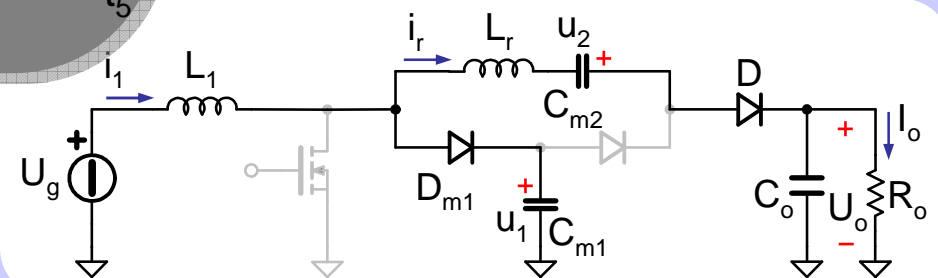 t5
i1
L1
ir
Lr
u2
+
Cm2
D
+
Ug
Dm1
+
u1
Cm1
Co
+
Uo
−
Io
Ro